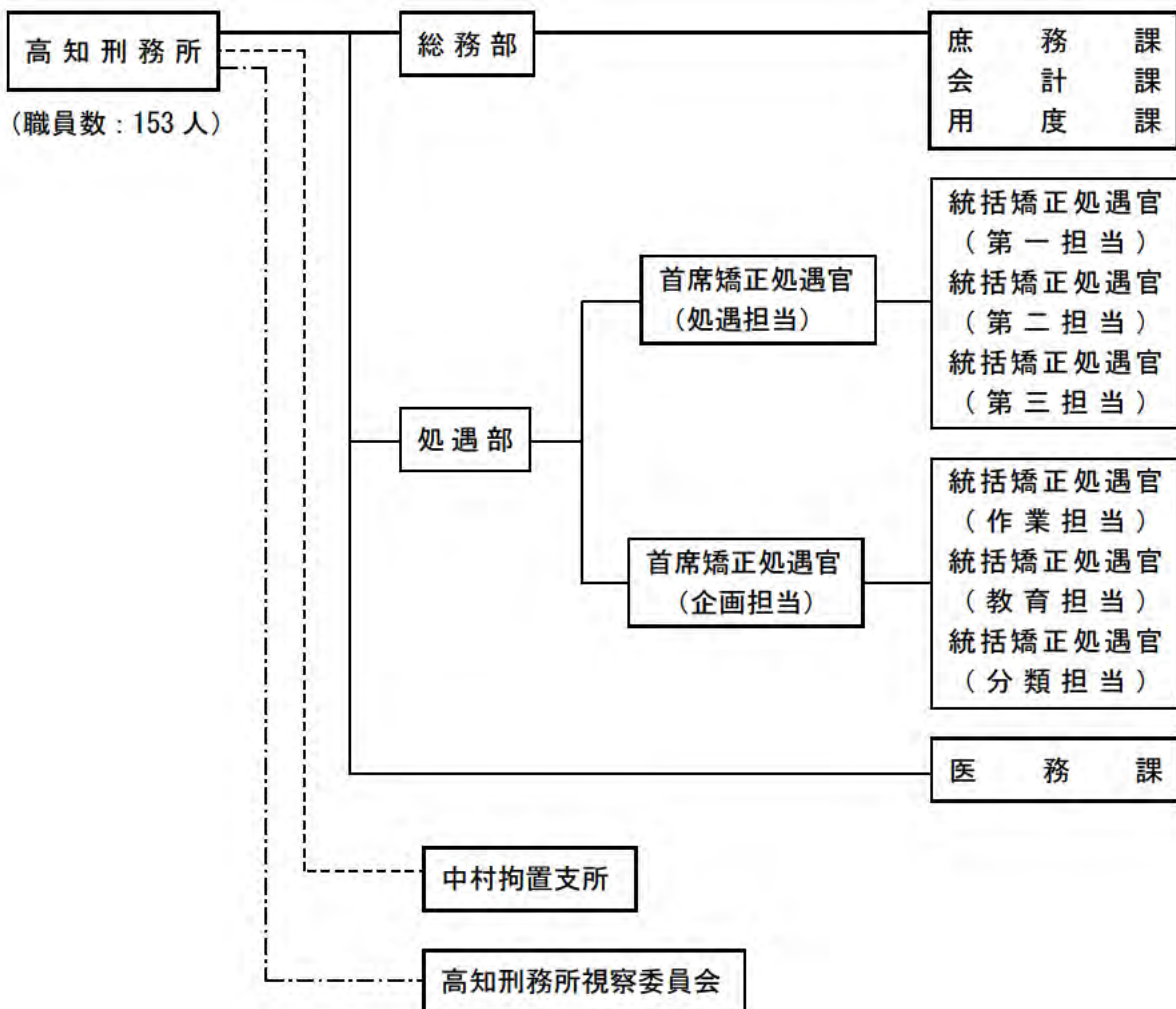 高知刑務所
(職員数：153人)
総務部
庶務課
会計課
用度課
首席矯正処遇官
(処遇担当)
統括矯正処遇官
(第一担当)
統括矯正処遇官
(第二担当)
統括矯正処遇官
(第三担当)
処遇部
首席矯正処遇官
(企画担当)
統括矯正処遇官
(作業担当)
統括矯正処遇官
(教育担当)
統括矯正処遇官
(分類担当)
医務課
中村拘置支所
高知刑務所視察委員会